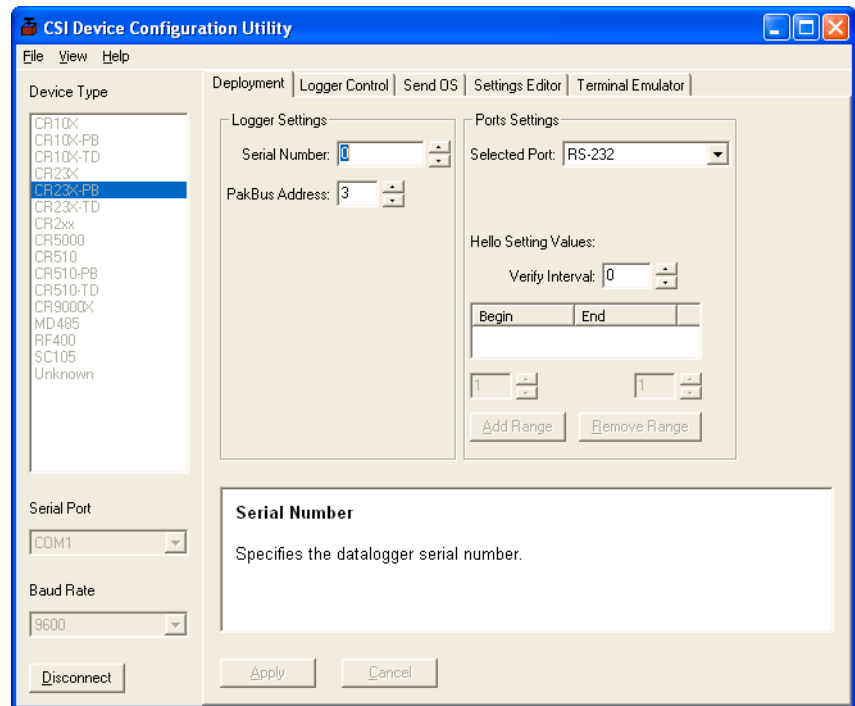 CSI Device Configuration Utility
File View Help
Device Type
CR10X
CR10X-PB
CR10X-TD
CR23X
CR23X-PB
CR23X-TD
CR2xx
CR5000
CR510
CR510-PB
CR510-TD
CR9000X
MD485
RF400
SC105
Unknown
Serial Port
COM1
Baud Rate
9600
Disconnect
Deployment Logger Control Send OS Settings Editor Terminal Emulator
Logger Settings
Serial Number: 0
PakBus Address: 3
Ports Settings
Selected Port: RS-232
Hello Setting Values:
Verify Interval: 0
Begin End
1 1
Add Range Remove Range
Serial Number
Specifies the datalogger serial number.
Apply Cancel